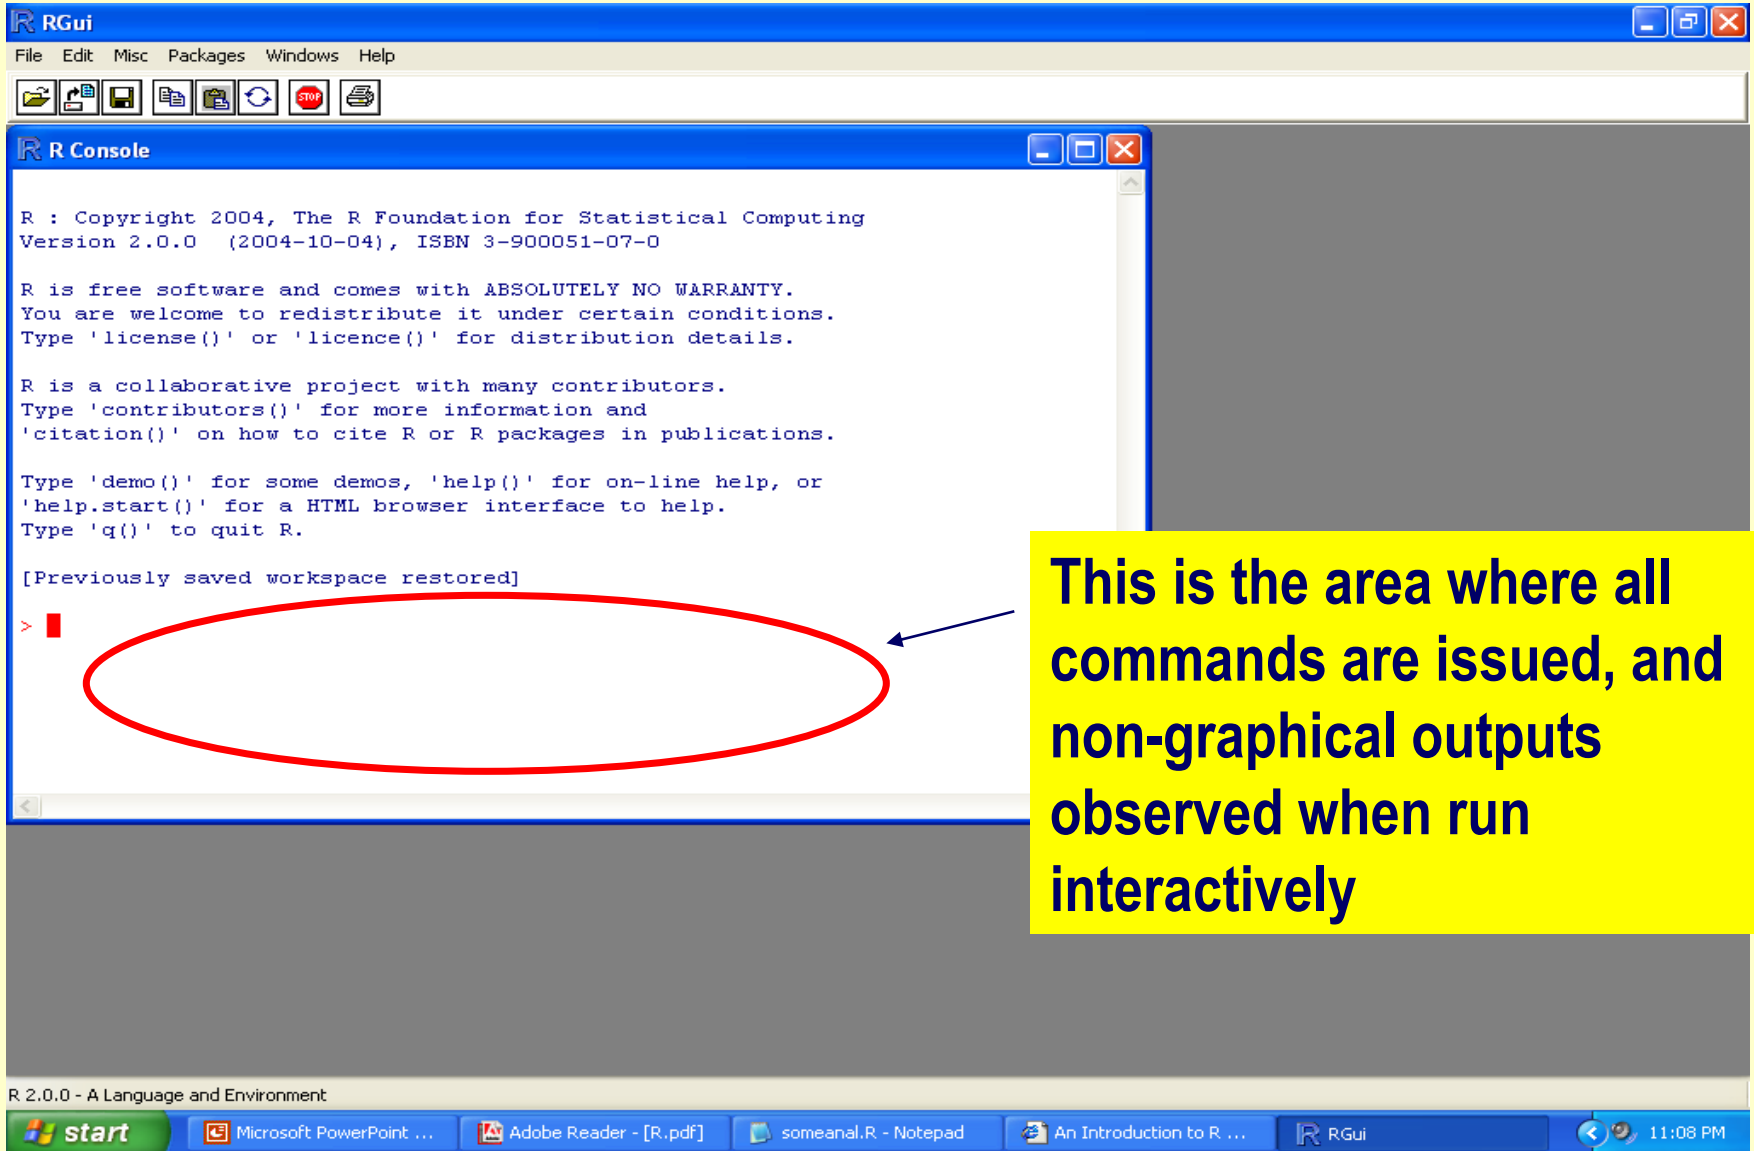 RGui
File Edit Misc Packages Windows Help
STOP
R Console
R : Copyright 2004, The R Foundation for Statistical Computing
Version 2.0.0  (2004-10-04), ISBN 3-900051-07-0
R is free software and comes with ABSOLUTELY NO WARRANTY.
You are welcome to redistribute it under certain conditions.
Type 'license()' or 'licence()' for distribution details.
R is a collaborative project with many contributors.
Type 'contributors()' for more information and
'citation()' on how to cite R or R packages in publications.
Type 'demo()' for some demos, 'help()' for on-line help, or
'help.start()' for a HTML browser interface to help.
Type 'q()' to quit R.
[Previously saved workspace restored]
>
This is the area where all
commands are issued, and
non-graphical outputs
observed when run
interactively
R 2.0.0 - A Language and Environment
start Microsoft PowerPoint ... Adobe Reader - [R.pdf] someanal.R - Notepad An Introduction to R ... RGui 11:08 PM